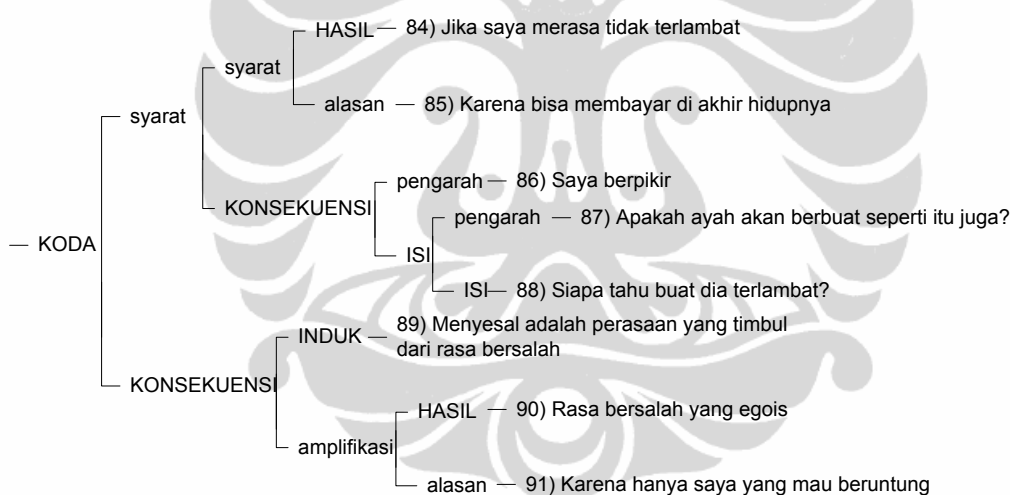 HASIL — 84) Jika saya merasa tidak terlambat
syarat
alasan — 85) Karena bisa membayar di akhir hidupnya
syarat
pengarah — 86) Saya berpikir
KONSEKUENSI
pengarah — 87) Apakah ayah akan berbuat seperti itu juga?
— KODA
ISI
ISI — 88) Siapa tahu buat dia terlambat?
INDUK — 89) Menyesal adalah perasaan yang timbul
dari rasa bersalah
KONSEKUENSI
HASIL — 90) Rasa bersalah yang egois
amplifikasi
alasan — 91) Karena hanya saya yang mau beruntung